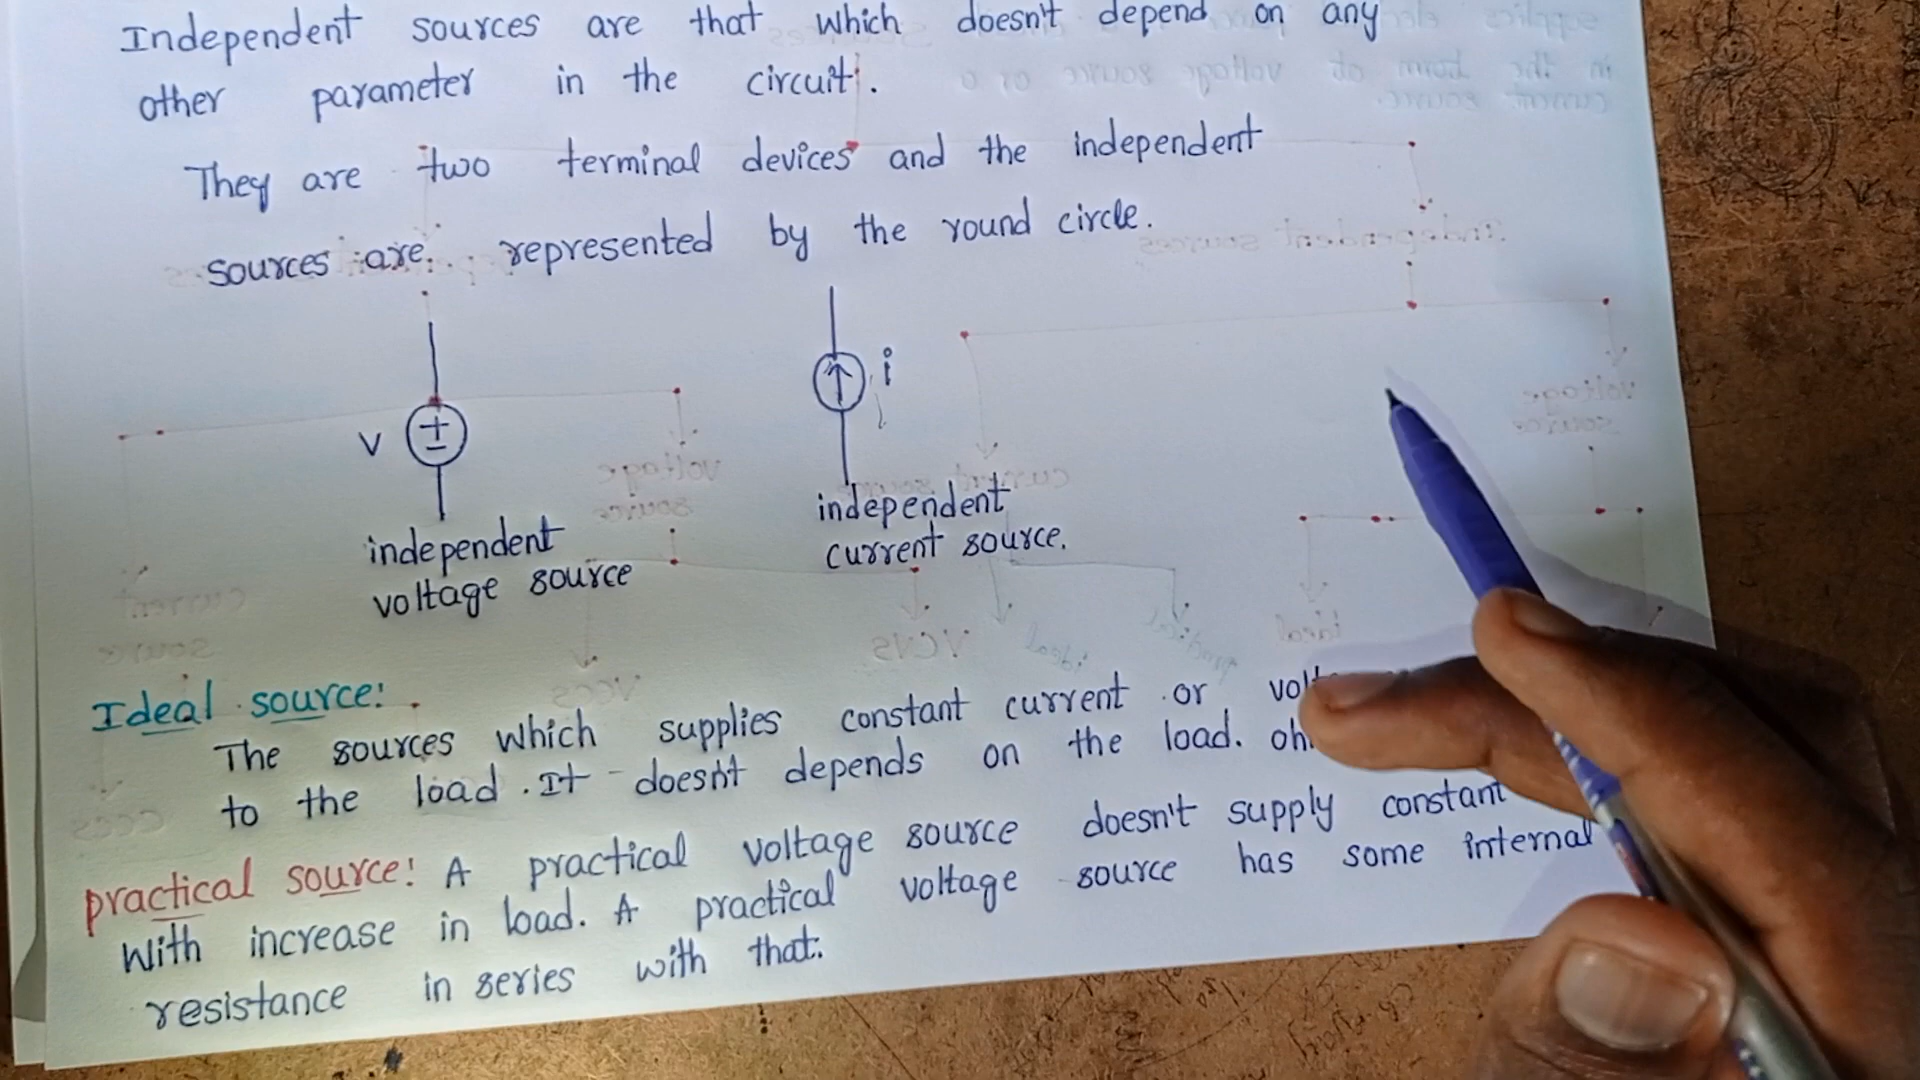 Independent sources are that which doesn't depend on any
other parameter in the circuit.
They are two terminal devices and the independent
sources are represented by the round circle.
V
+
-
i
independent
voltage source
independent
current source.
Ideal source:
The sources which supplies constant current or
to the load. It doesn't depends on the load.
practical source: A practical voltage source doesn't supply constant
with increase in load. A practical voltage source has some internal
resistance in series with that.